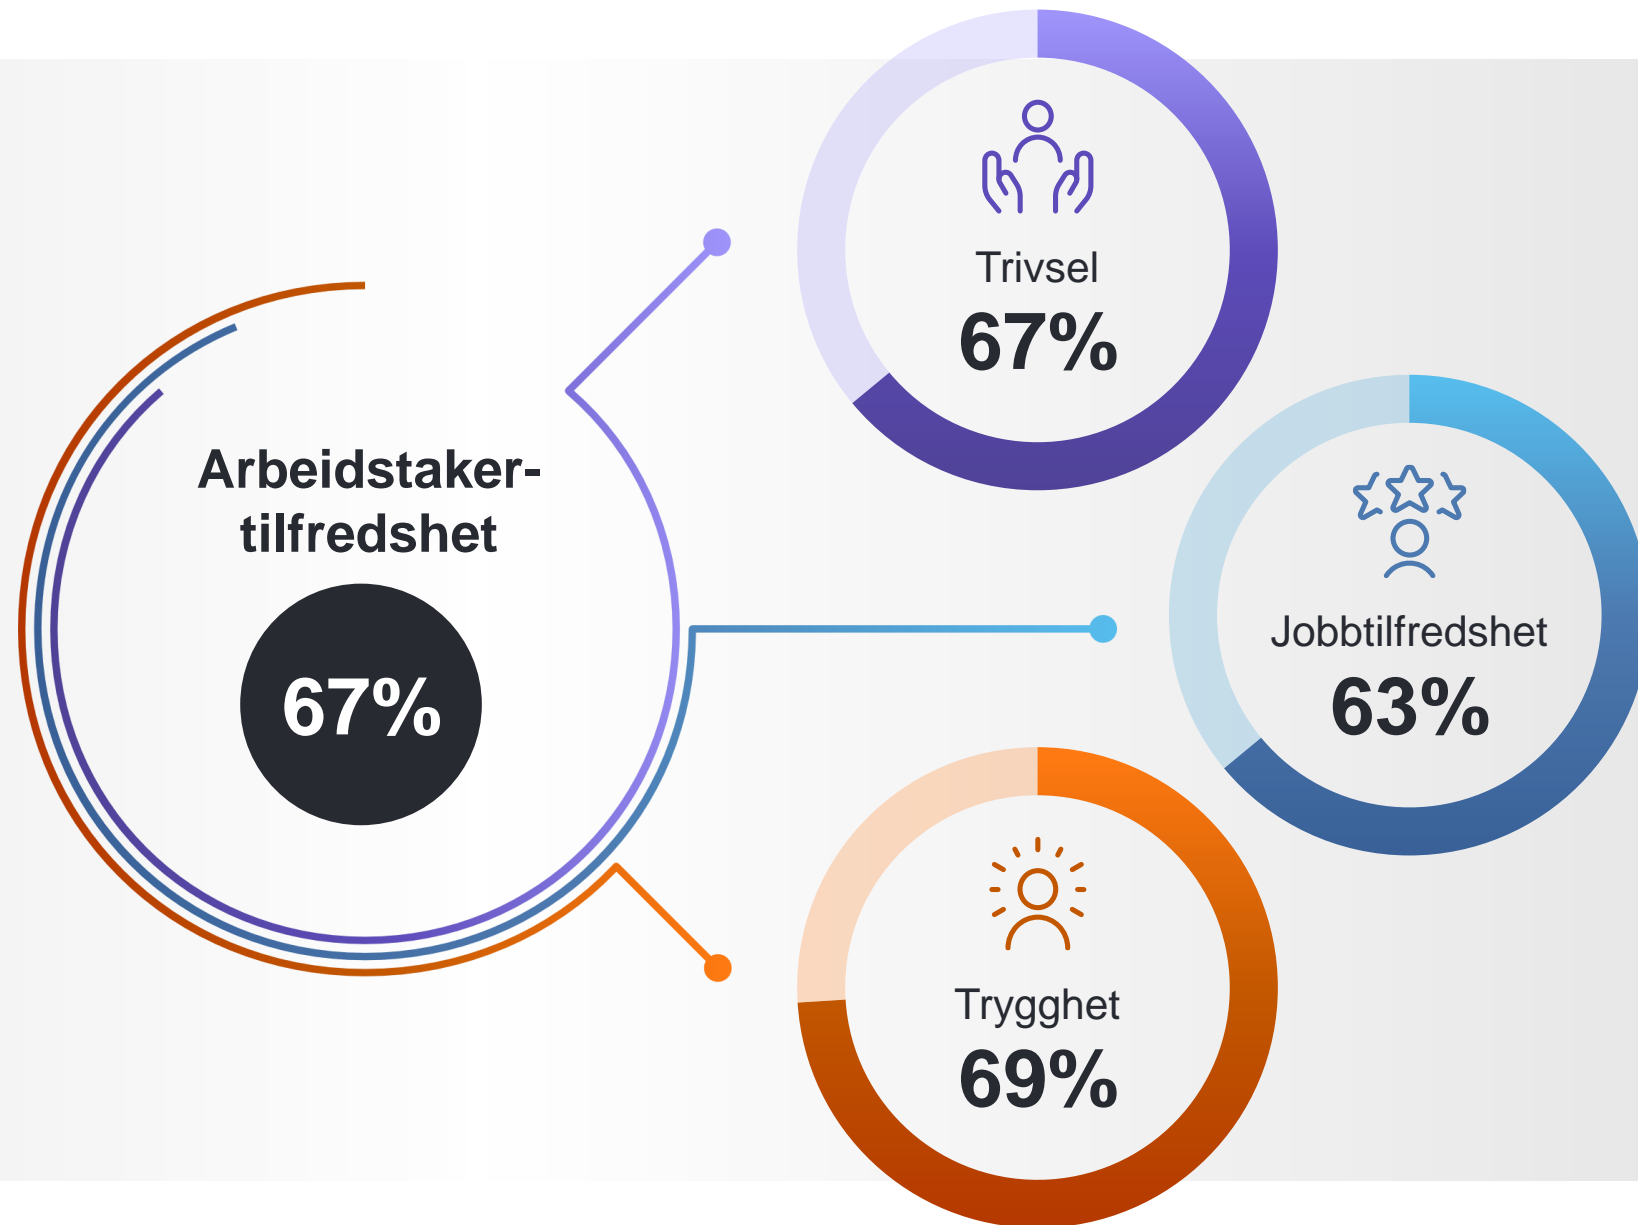 Arbeidstaker-
tilfredshet
67%
Trivsel
67%
Jobbtilfredshet
63%
Trygghet
69%